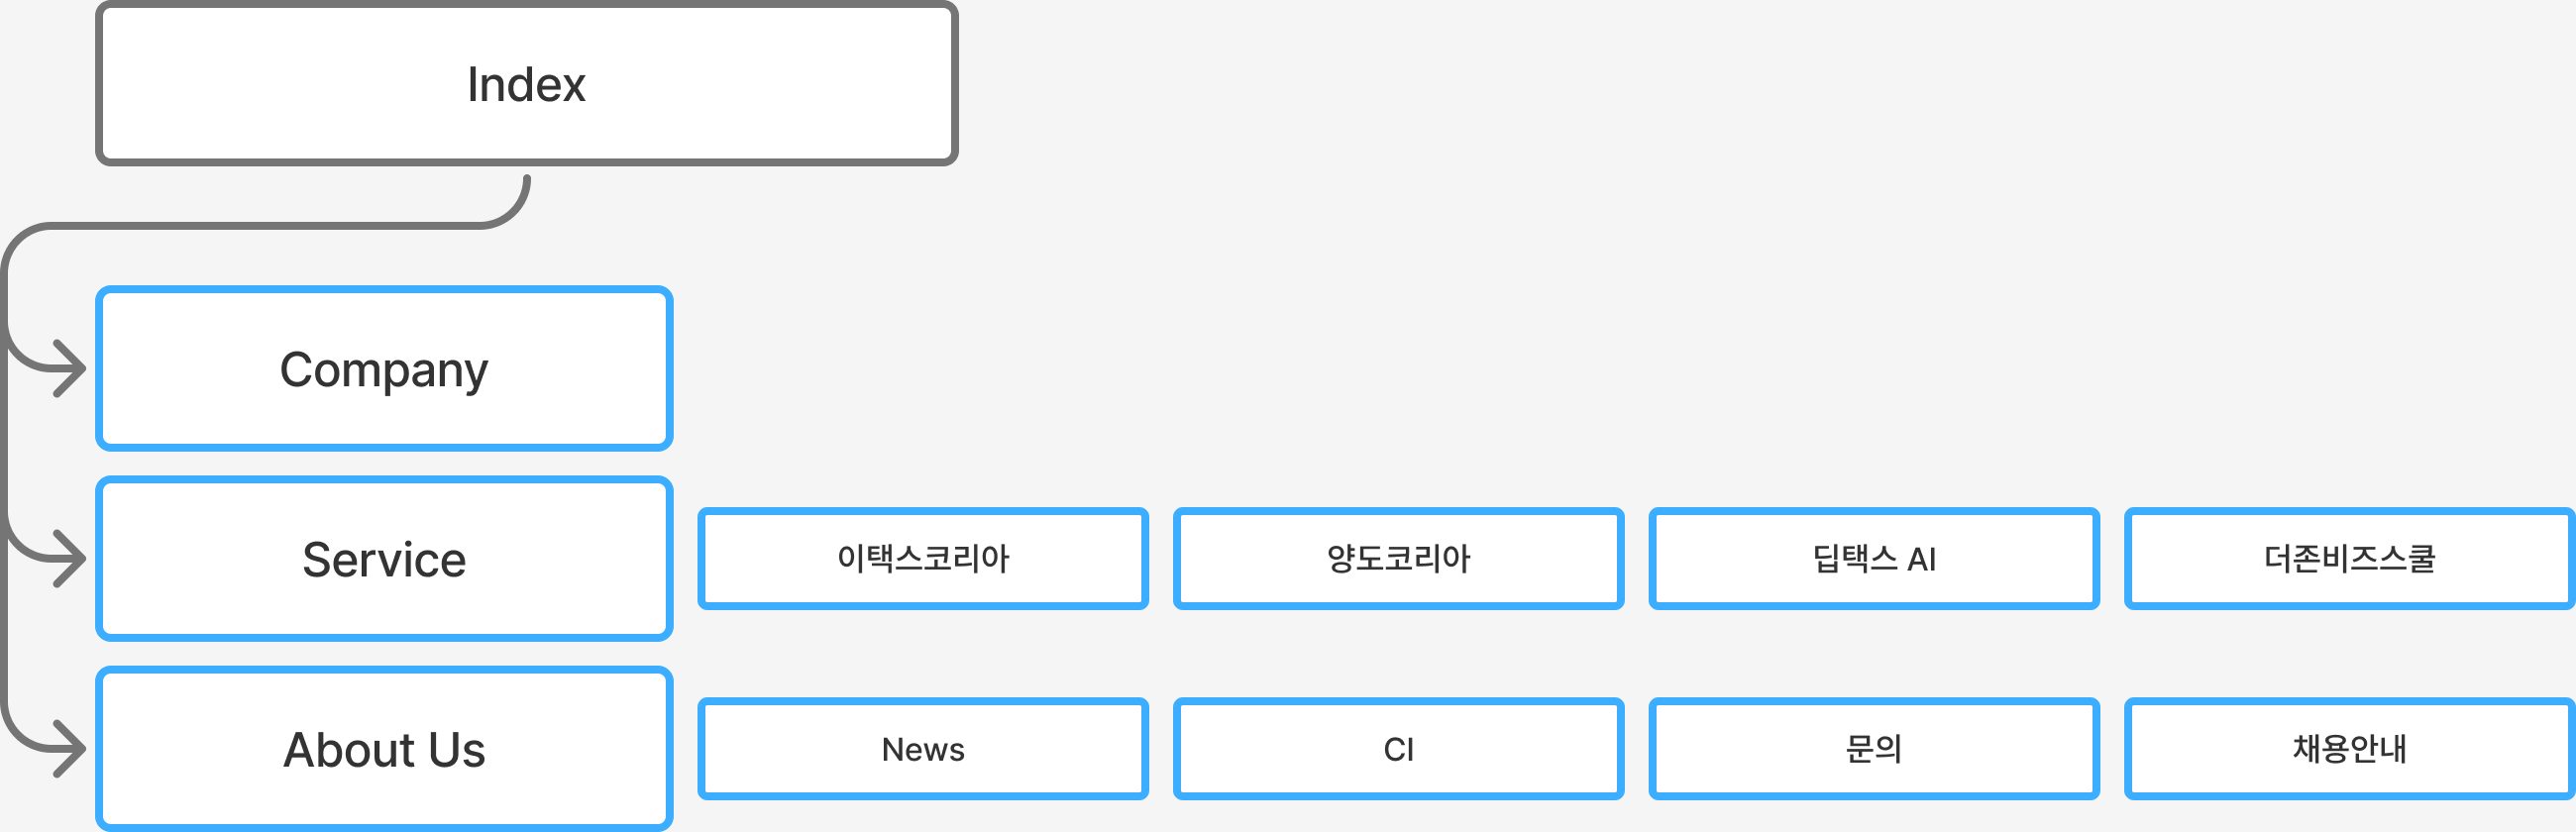 Index
Company
Service
이택스코리아
양도코리아
딥택스 AI
더존비즈스쿨
About Us
News
CI
문의
채용안내